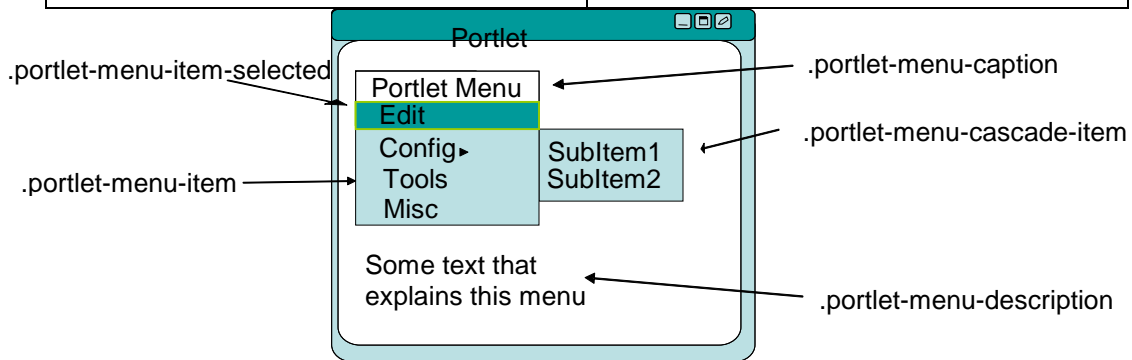 Portlet
.portlet-menu-item-selected
.portlet-menu-caption
Portlet Menu
Edit
.portlet-menu-cascade-item
Config
SubItem1
.portlet-menu-item
Tools
SubItem2
Misc
Some text that
explains this menu
.portlet-menu-description